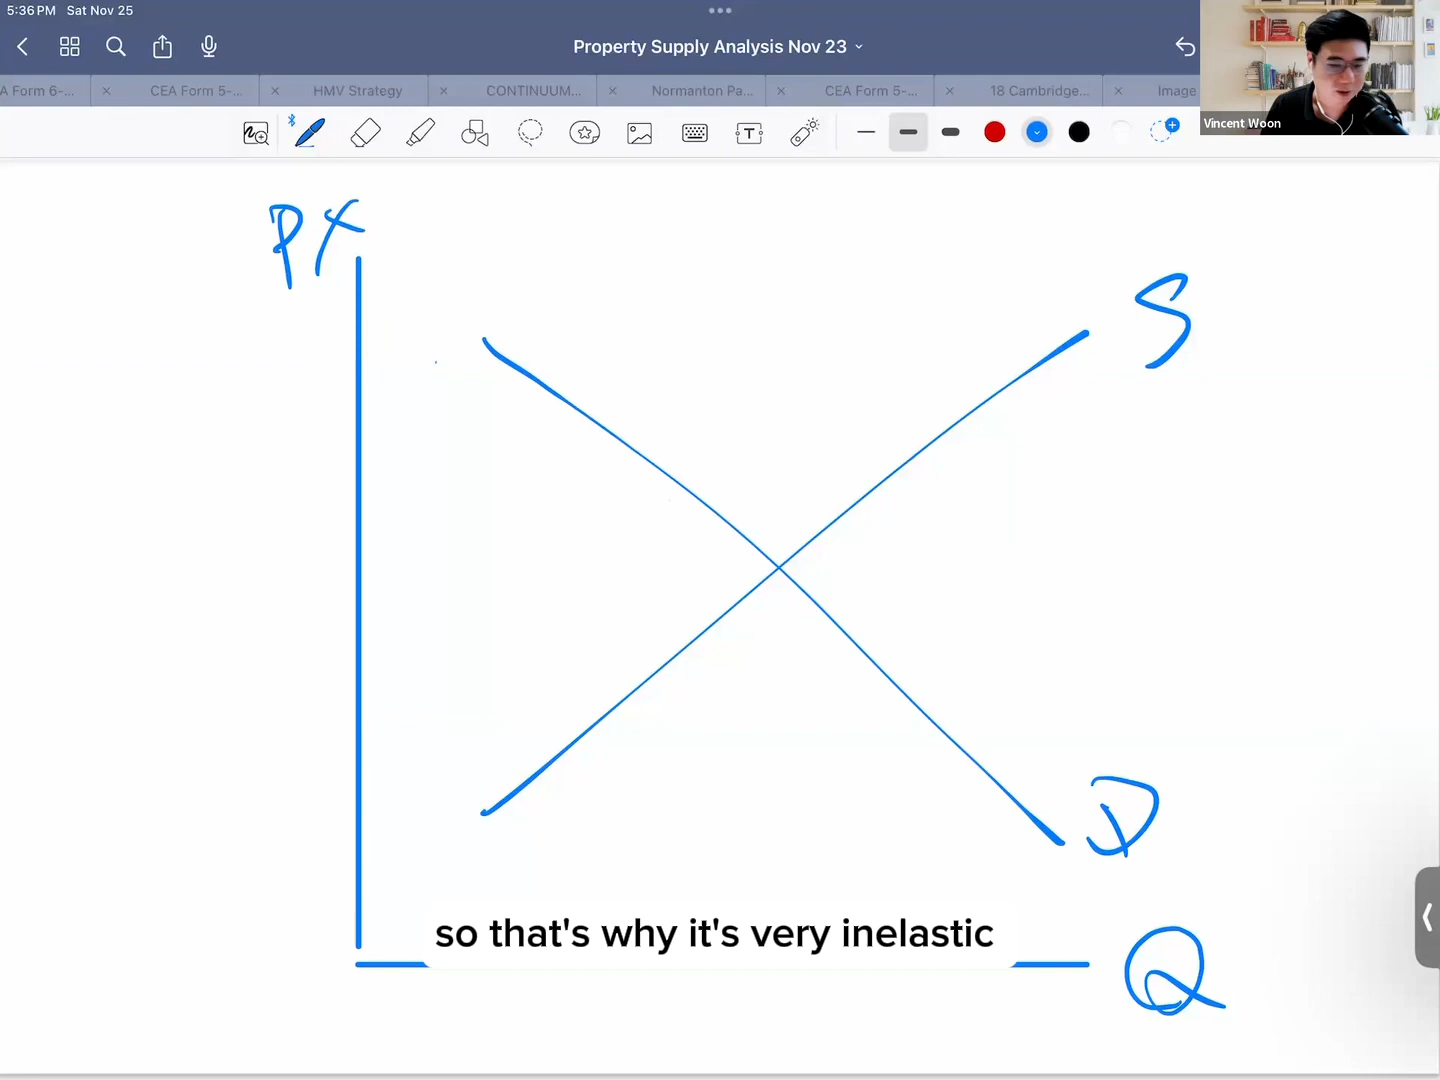 5:36 PM Sat Nov 25
Property Supply Analysis Nov 23
A Form 6-...
CEA Form 5-...
HMV Strategy
CONTINUUM...
Normanton Pa...
CEA Form 5-...
18 Cambridge...
Image
Vincent Woon
T
PX
S
D
so that's why it's very inelastic
Q